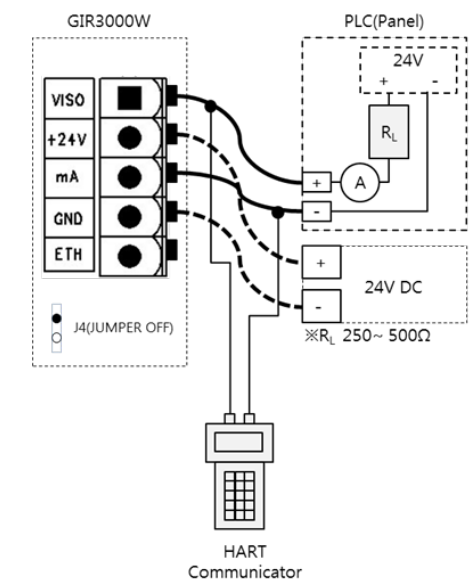 GIR3000W
PLC(Panel)
24V
+ -
VISO
+24V
mA
GND
ETH
RL
+
A
-
+
-
24V DC
J4(JUMPER OFF)
※RL 250~ 500Ω
HART
Communicator